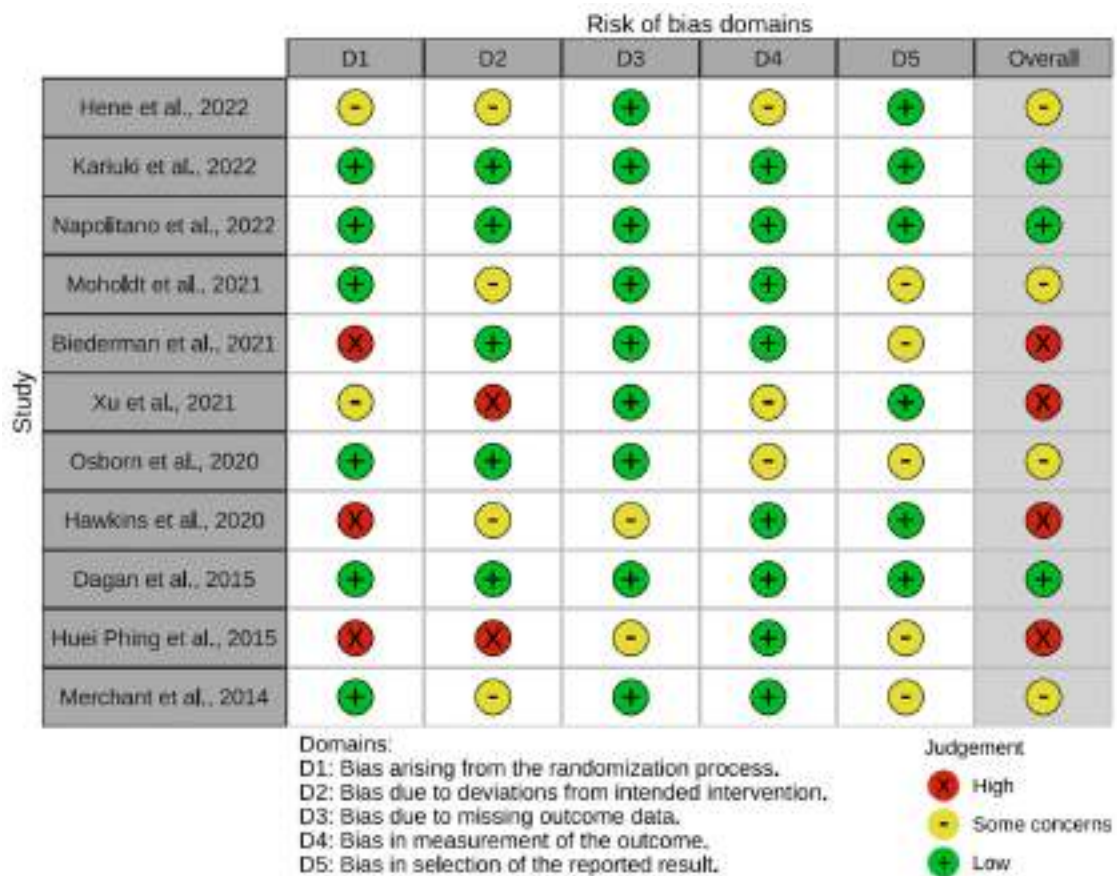 Risk of bias domains
D1 D2 D3 D4 D5 Overall
Study
Hene et al., 2022 - - + - + -
Kariuki et al., 2022 + + + + + +
Napolitano et al., 2022 + + + + + +
Moholdt et al., 2021 + - + + - -
Biederman et al., 2021 X + + + - X
Xu et al., 2021 - X + - + X
Osborn et al., 2020 + + + - - -
Hawkins et al., 2020 X - - + + X
Dagan et al., 2015 + + + + + +
Huei Phing et al., 2015 X X - + - X
Merchant et al., 2014 + - + + - -
Domains:
D1: Bias arising from the randomization process.
D2: Bias due to deviations from intended intervention.
D3: Bias due to missing outcome data.
D4: Bias in measurement of the outcome.
D5: Bias in selection of the reported result.
Judgement
X High
- Some concerns
+ Low